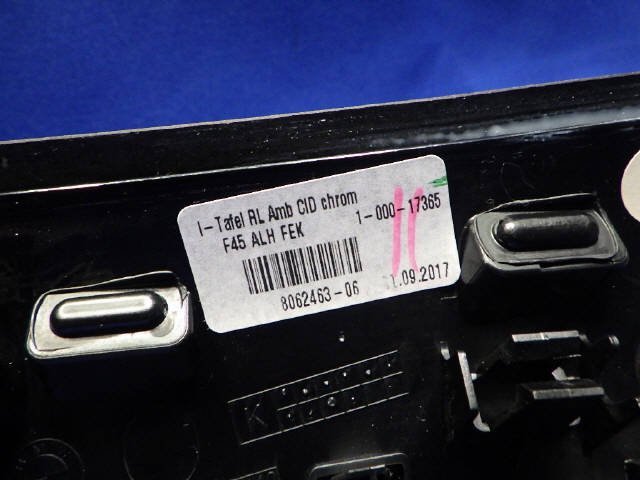 I-Tafel RL Amb CID chrom
F45 ALH FEK 1-000-17365
8062463-06 .09.2017
K